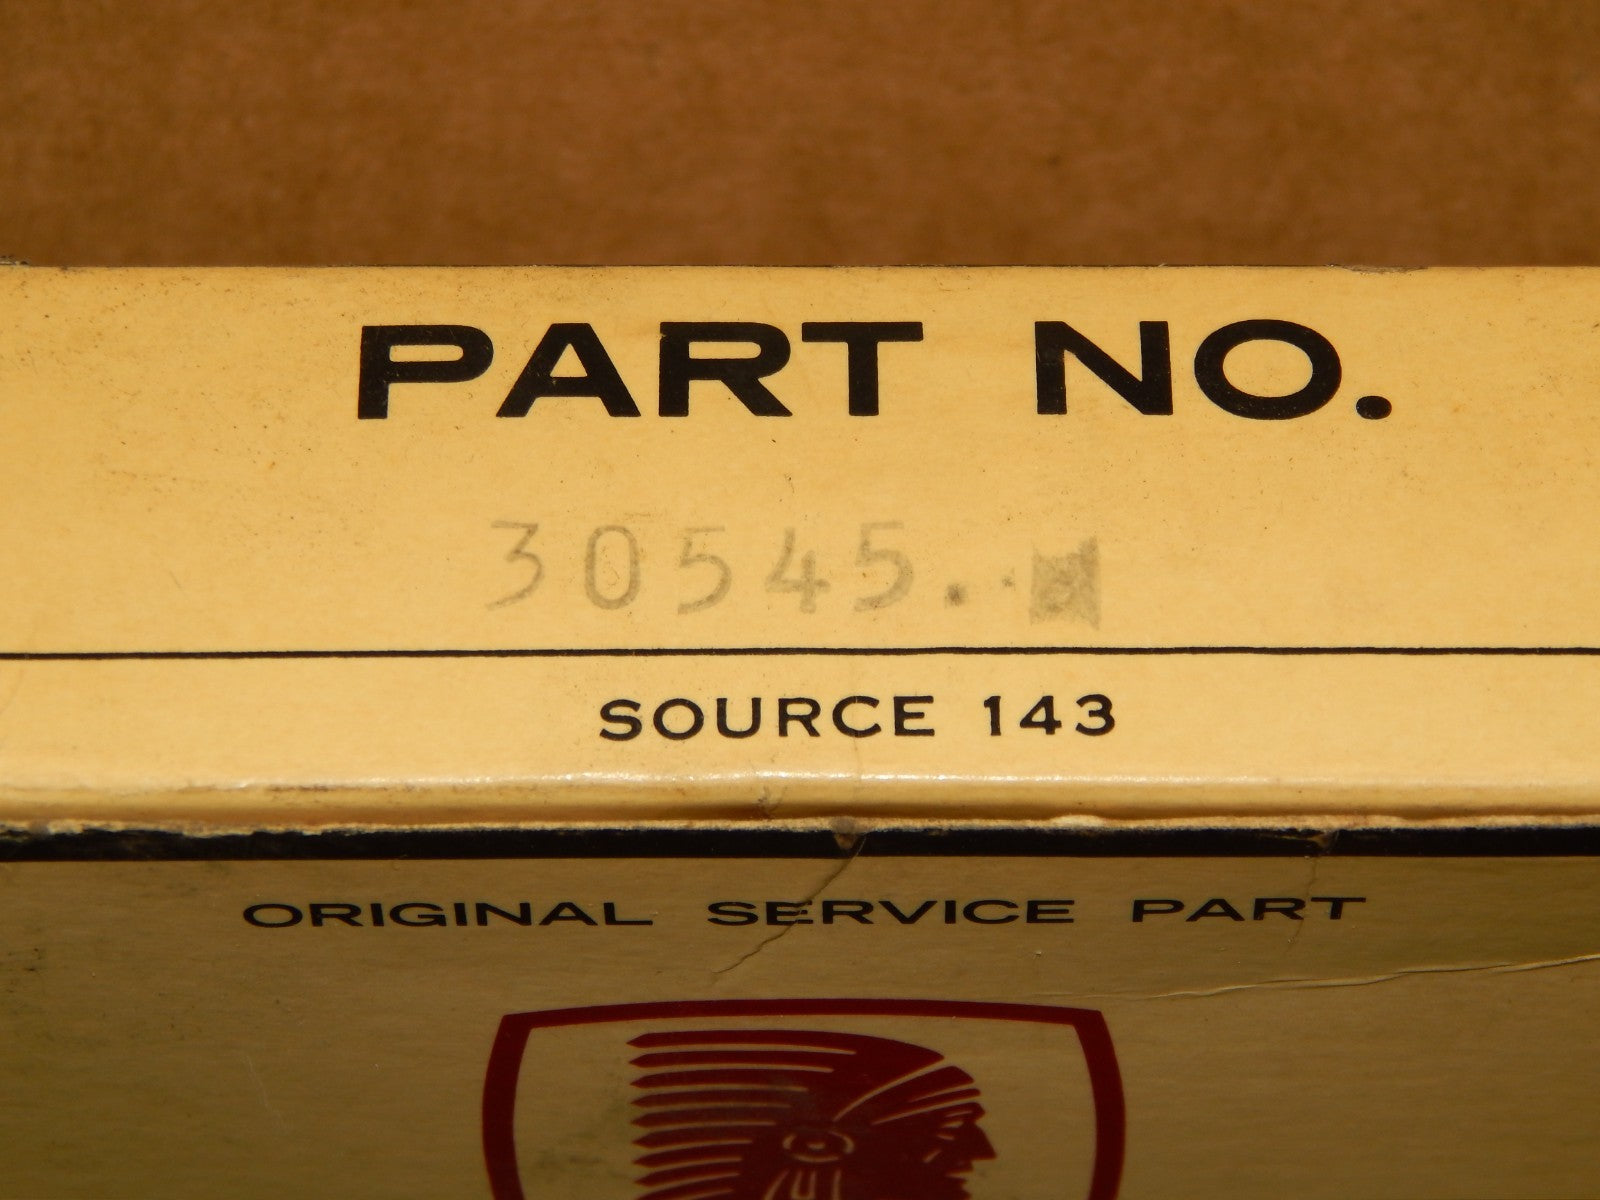 PART NO.
30545.
SOURCE 143
ORIGINAL SERVICE PART